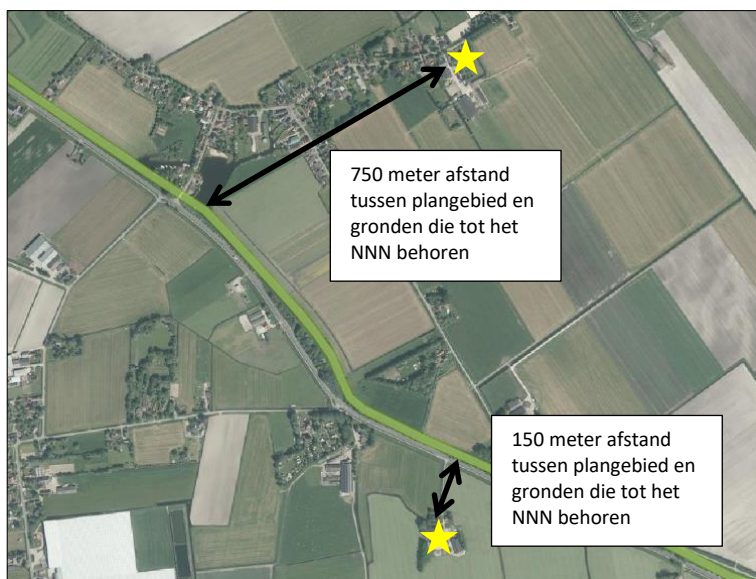 750 meter afstand
tussen plangebied en
gronden die tot het
NNN behoren
150 meter afstand
tussen plangebied en
gronden die tot het
NNN behoren